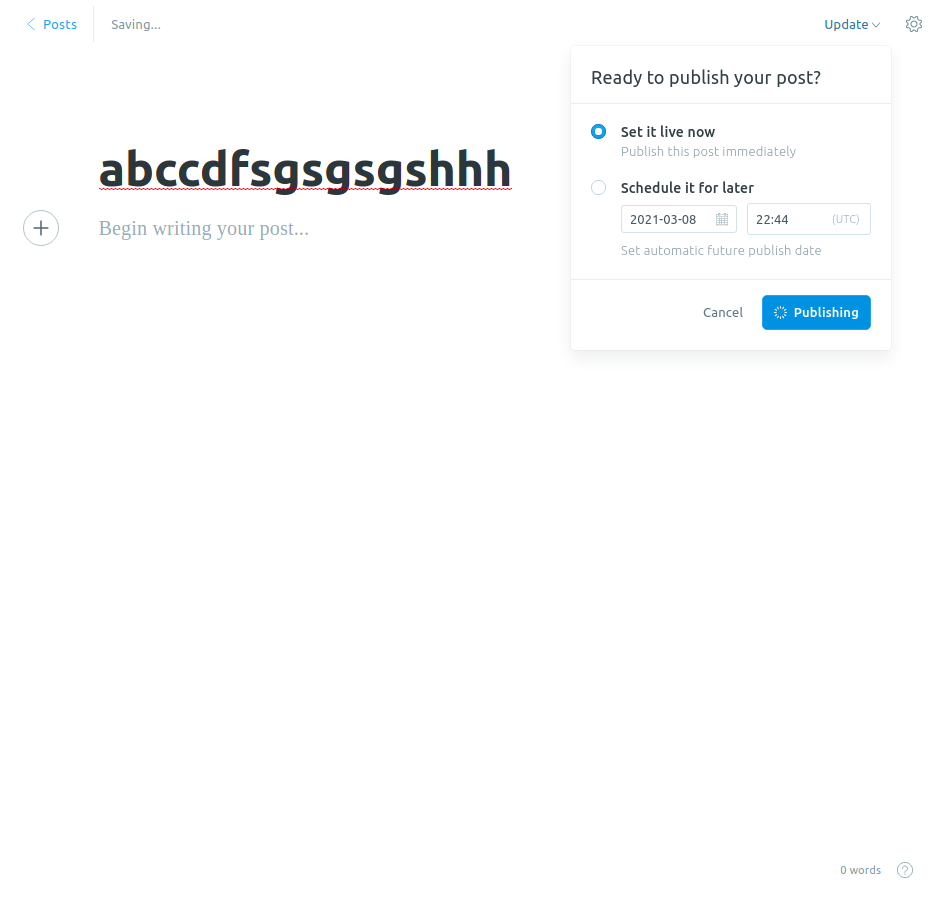 Posts
Saving...
Update
Ready to publish your post?
Set it live now
Publish this post immediately
Schedule it for later
2021-03-08
22:44 (UTC)
Set automatic future publish date
Cancel
Publishing
abccdfsgsgsgshhh
Begin writing your post...
0 words
?